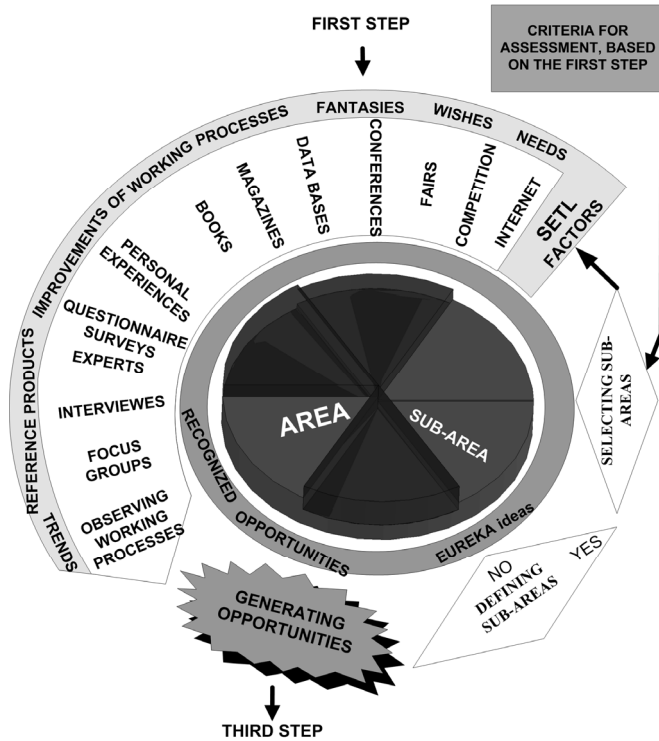 FIRST STEP
CRITERIA FOR
ASSESSMENT, BASED
ON THE FIRST STEP
TRENDS
REFERENCE PRODUCTS
IMPROVEMENTS OF WORKING PROCESSES
FANTASIES
WISHES
NEEDS
SETL
FACTORS
OBSERVING
WORKING
PROCESSES
FOCUS
GROUPS
INTERVIEWES
EXPERTS
QUESTIONNAIRE
SURVEYS
PERSONAL
EXPERIENCES
BOOKS
MAGAZINES
DATA BASES
CONFERENCES
FAIRS
COMPETITION
INTERNET
AREA
SUB-AREA
RECOGNIZED OPPORTUNITIES
EUREKA ideas
SELECTING SUB-
AREAS
NO
YES
DEFINING
SUB-AREAS
GENERATING
OPPORTUNITIES
THIRD STEP